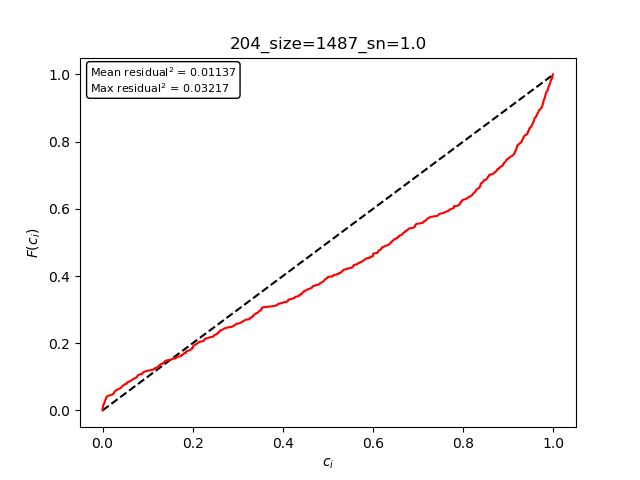 204_size=1487_sn=1.0
Mean residual² = 0.01137
Max residual² = 0.03217
1.0
0.8
0.6
0.4
0.2
0.0
F(cᵢ)
0.0 0.2 0.4 0.6 0.8 1.0
cᵢ